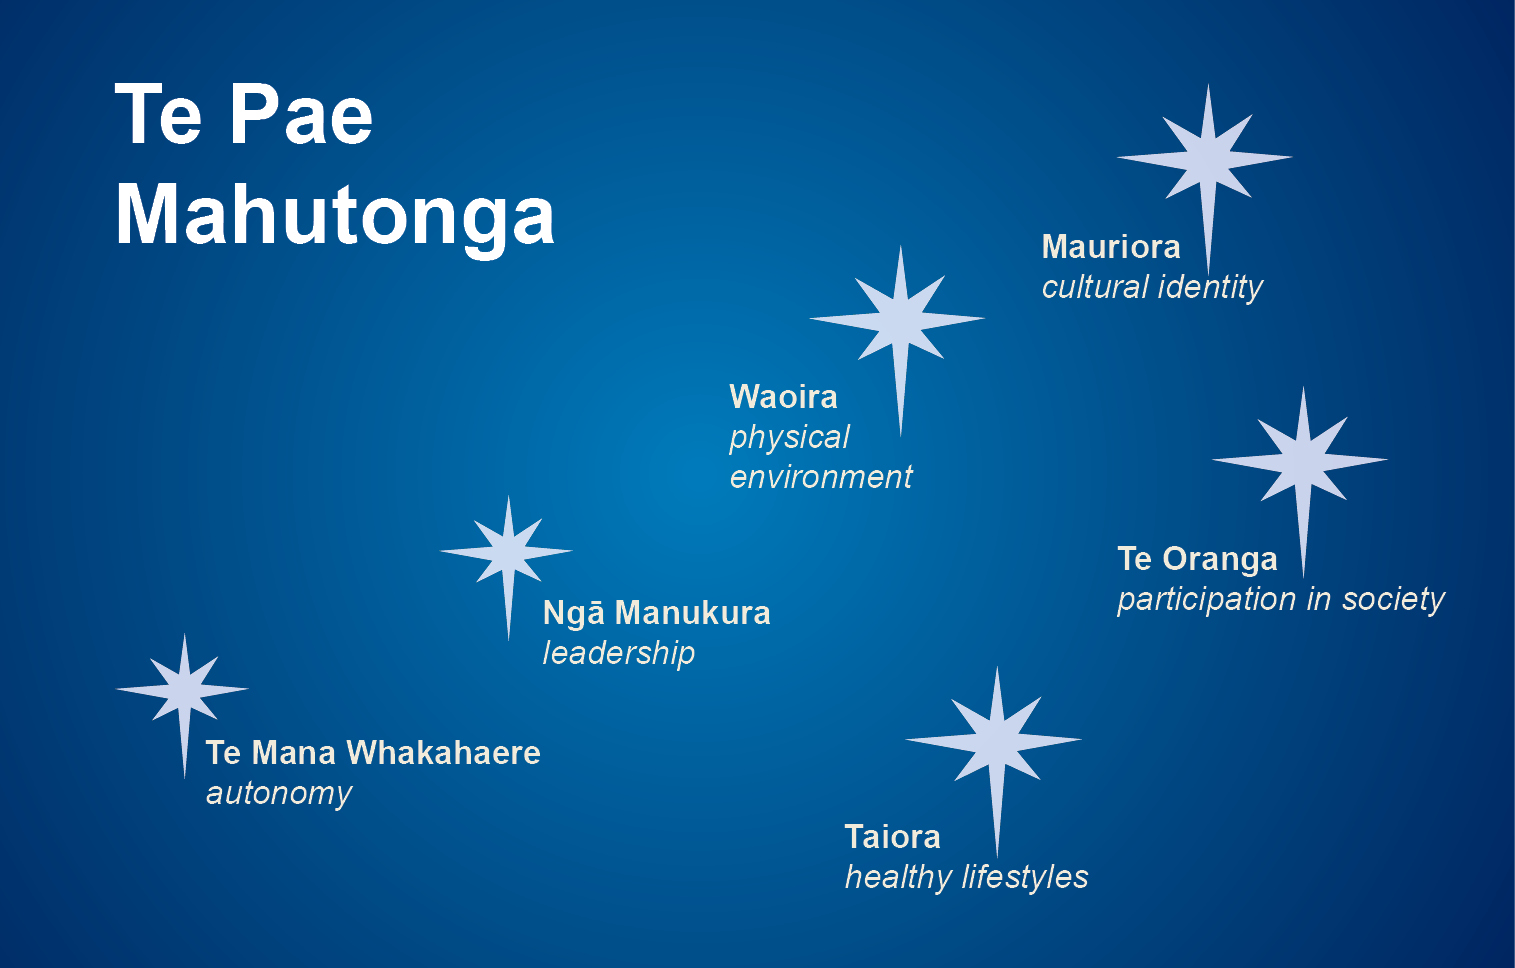 Te Pae
Mahutonga
Mauriora
cultural identity
Waoira
physical
environment
Te Oranga
participation in society
Ngā Manukura
leadership
Te Mana Whakahaere
autonomy
Taiora
healthy lifestyles